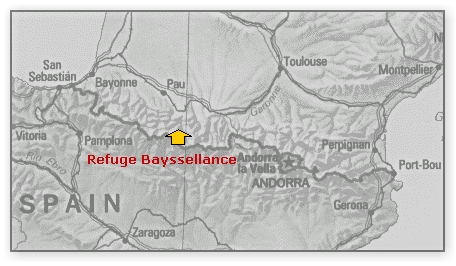 San
Sebastián
Bayonne
Pau
Toulouse
Montpellier
N
Garonne
Vitoria
Pamplona
Rio Ebro
Refuge Bayssellance
Andorra
la Vella
ANDORRA
Perpignan
Port-Bou
SPAIN
Gerona
Zaragoza
G